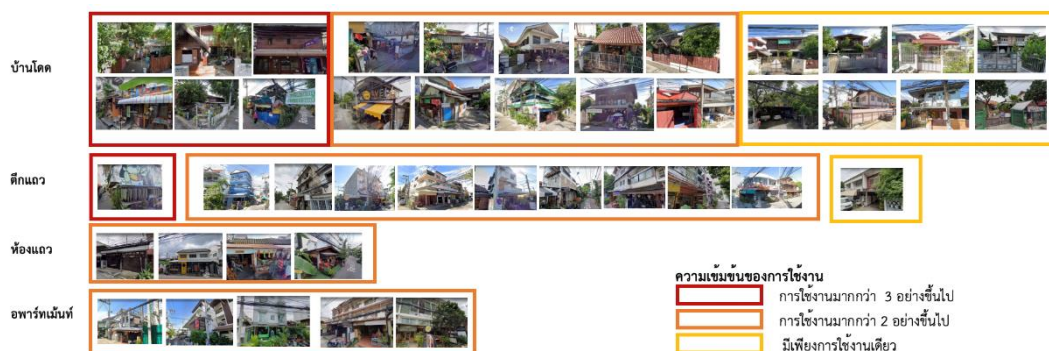 บ้านโดด
ตึกแถว
ห้องแถว
อพาร์ทเม้นท์
ความเข้มข้นของการใช้งาน
การใช้งานมากกว่า 3 อย่างขึ้นไป
การใช้งานมากกว่า 2 อย่างขึ้นไป
มีเพียงการใช้งานเดียว